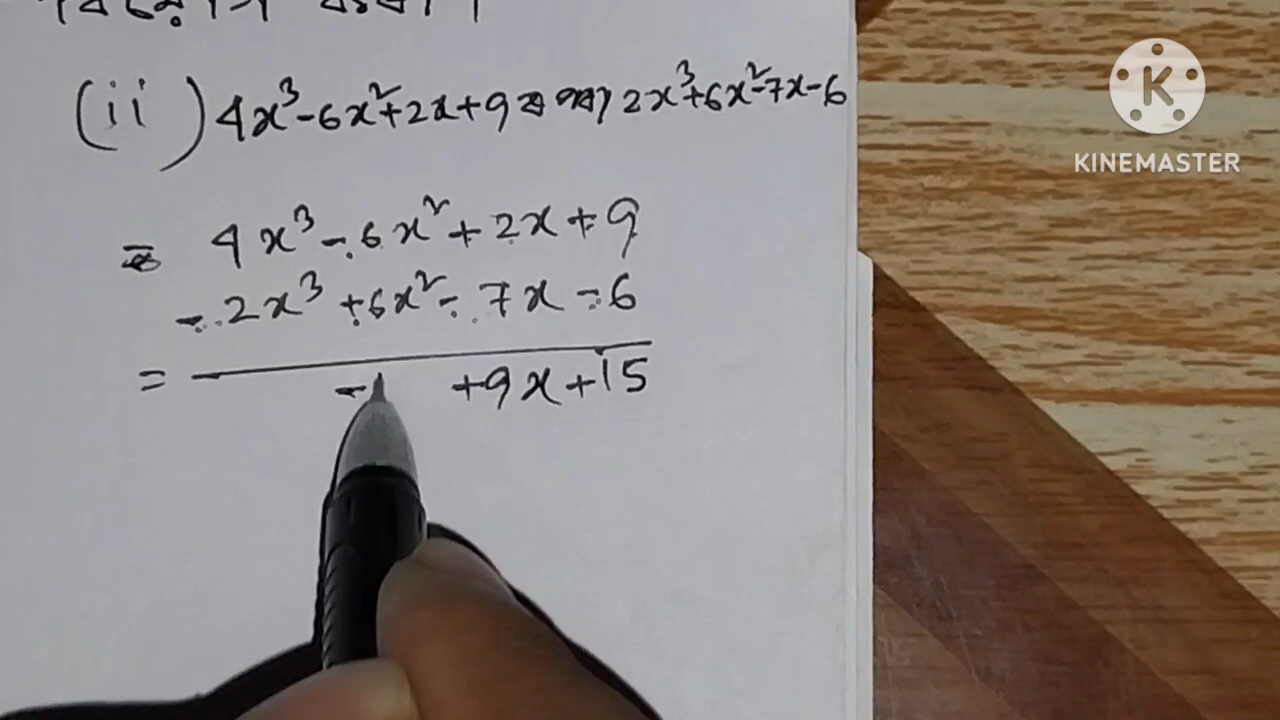 (ii) 4x³-6x²+2x+9 2x³+6x²-7x-6
= 4x³ - 6x² + 2x + 9
- 2x³ + 6x² - 7x - 6
= - +9x+15
KINEMASTER